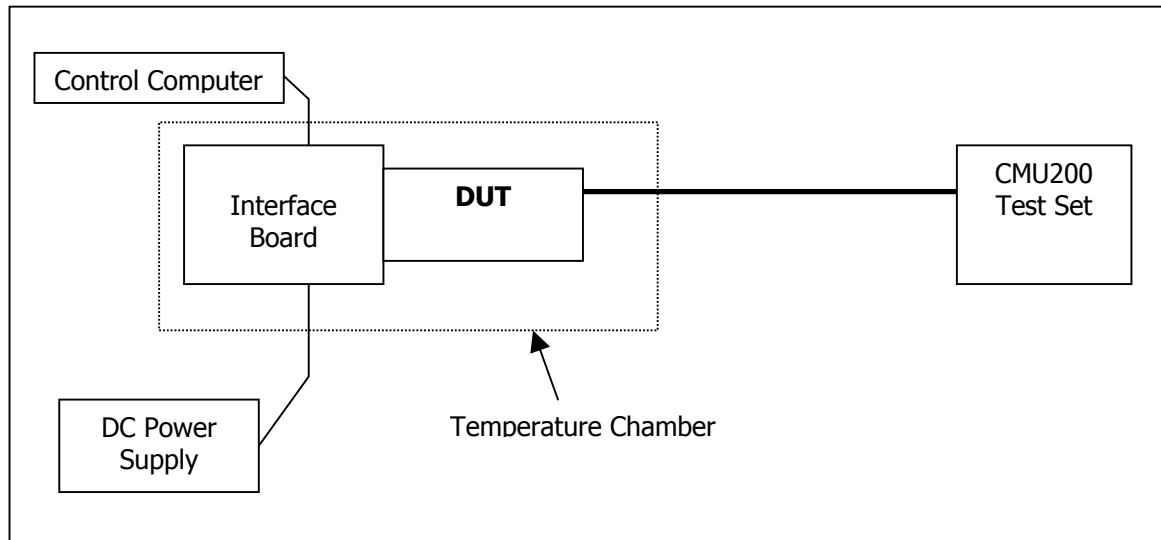 Control Computer
Interface
Board
DUT
CMU200
Test Set
DC Power
Supply
Temperature Chamber